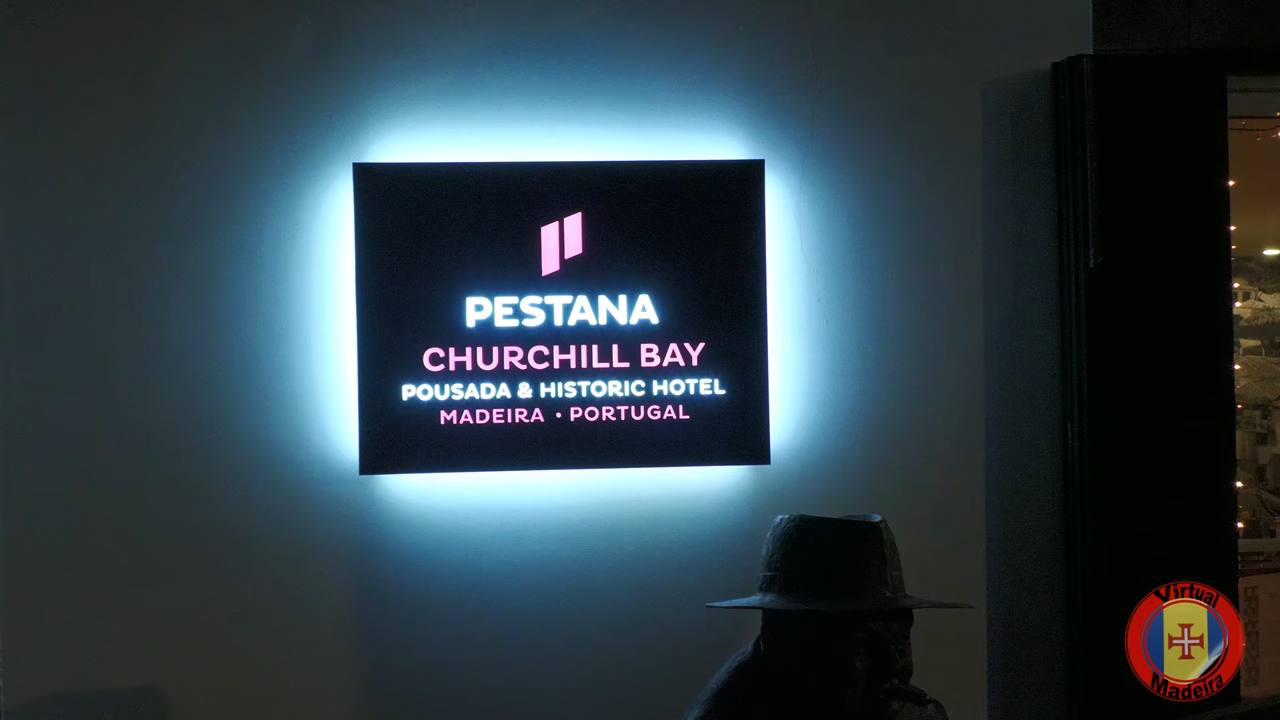 PESTANA
CHURCHILL BAY
POUSADA & HISTORIC HOTEL
MADEIRA • PORTUGAL
Virtual
Madeira